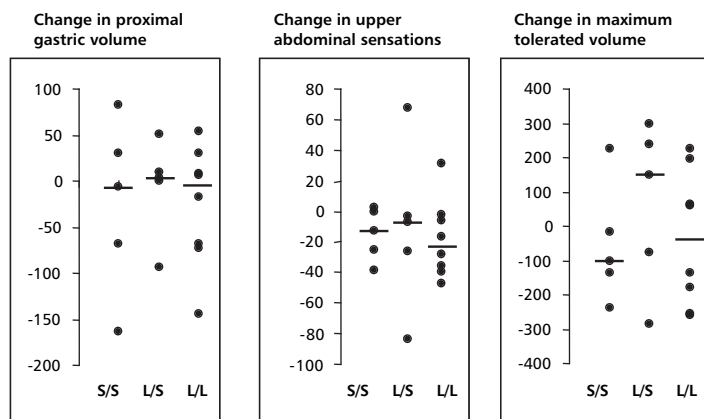 Change in proximal
gastric volume
100
50
0
-50
-100
-150
-200
S/S L/S L/L
Change in upper
abdominal sensations
80
60
40
20
0
-20
-40
-60
-80
-100
S/S L/S L/L
Change in maximum
tolerated volume
400
300
200
100
0
-100
-200
-300
-400
S/S L/S L/L